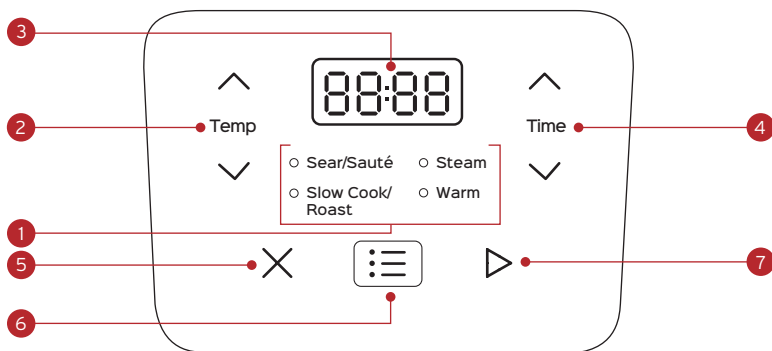 3
88:88
2
Temp
Time
4
Sear/Sauté
Steam
Slow Cook/
Roast
Warm
1
5
7
6